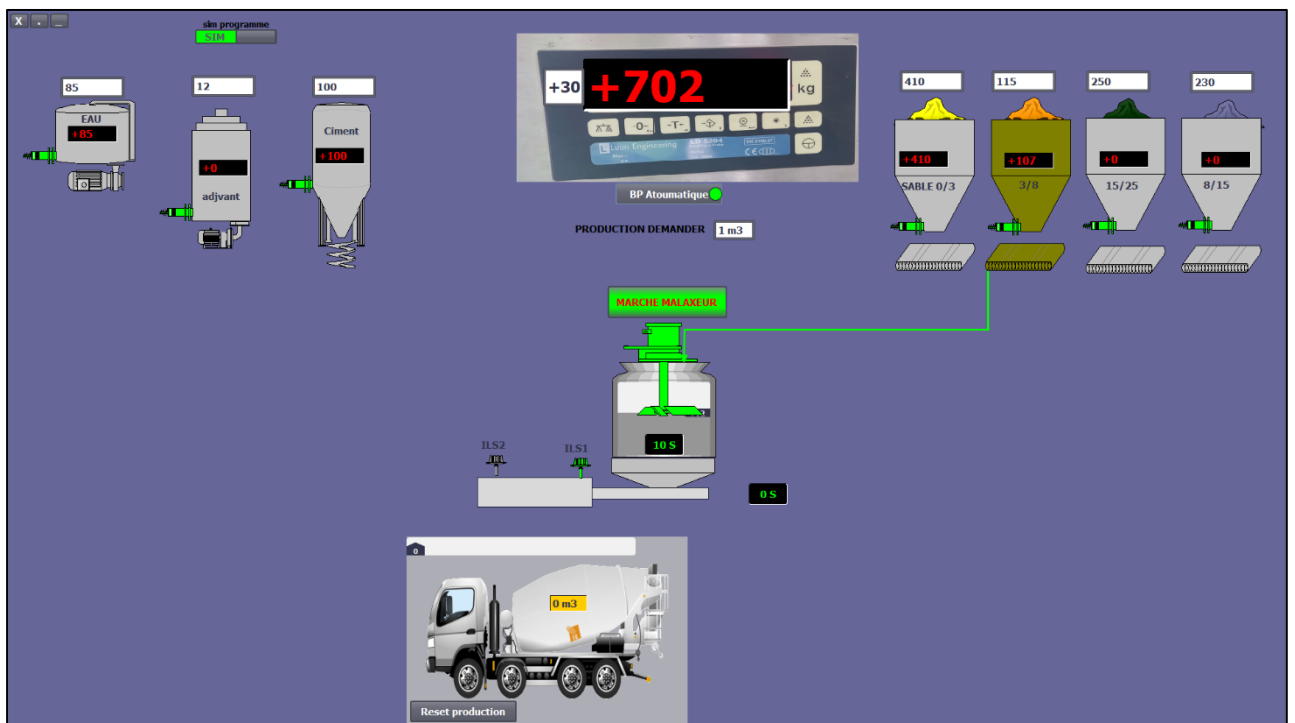 X . _
sim programme
SIM
85
EAU
+85
12
+0
adjvant
100
Ciment
+100
+30
+702
kg
-0-
-T-
Engineering
BP Atoumatique
PRODUCTION DEMANDER
1 m3
410
+410
SABLE 0/3
115
+107
3/8
250
+0
15/25
230
+0
8/15
MARCHE MALAXEUR
10 S
ILS2
ILS1
0 S
0
0 m3
Reset production